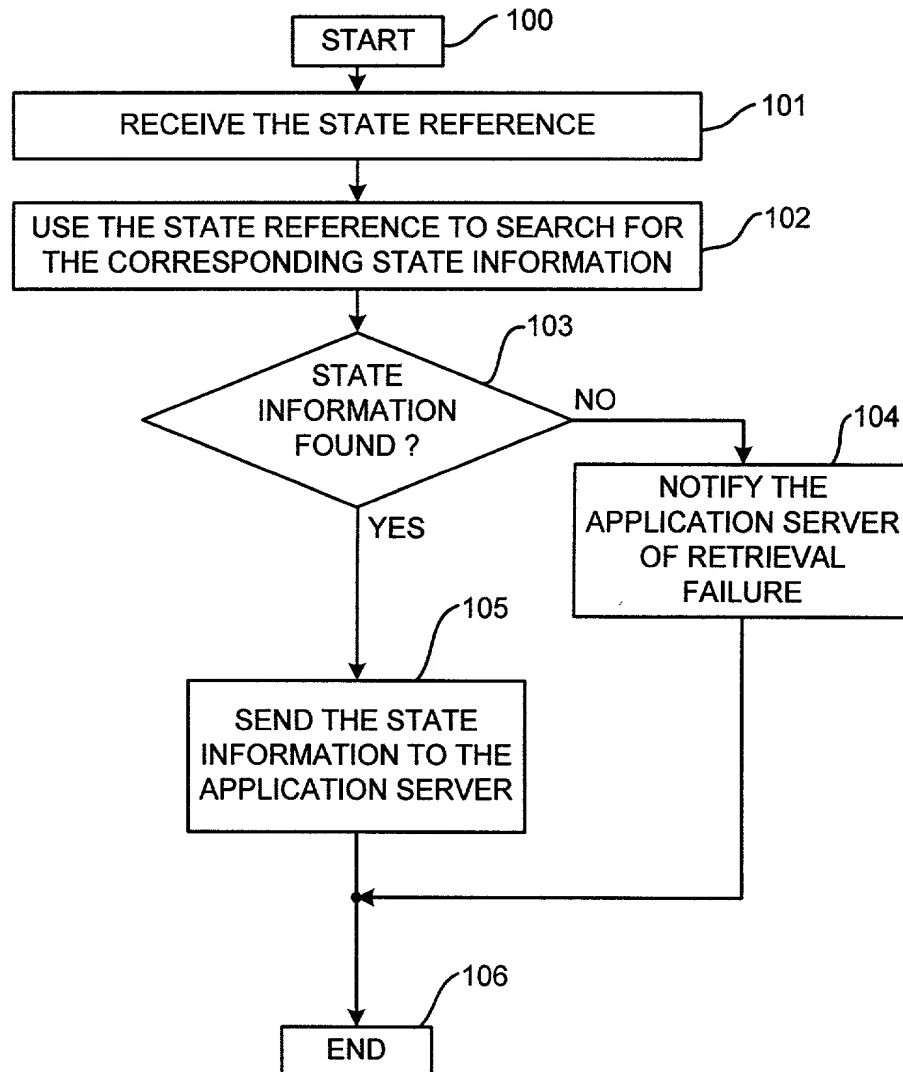 100
START
101
RECEIVE THE STATE REFERENCE
102
USE THE STATE REFERENCE TO SEARCH FOR
THE CORRESPONDING STATE INFORMATION
103
STATE
INFORMATION
FOUND ?
NO
104
NOTIFY THE
APPLICATION SERVER
OF RETRIEVAL
FAILURE
YES
105
SEND THE STATE
INFORMATION TO THE
APPLICATION SERVER
106
END